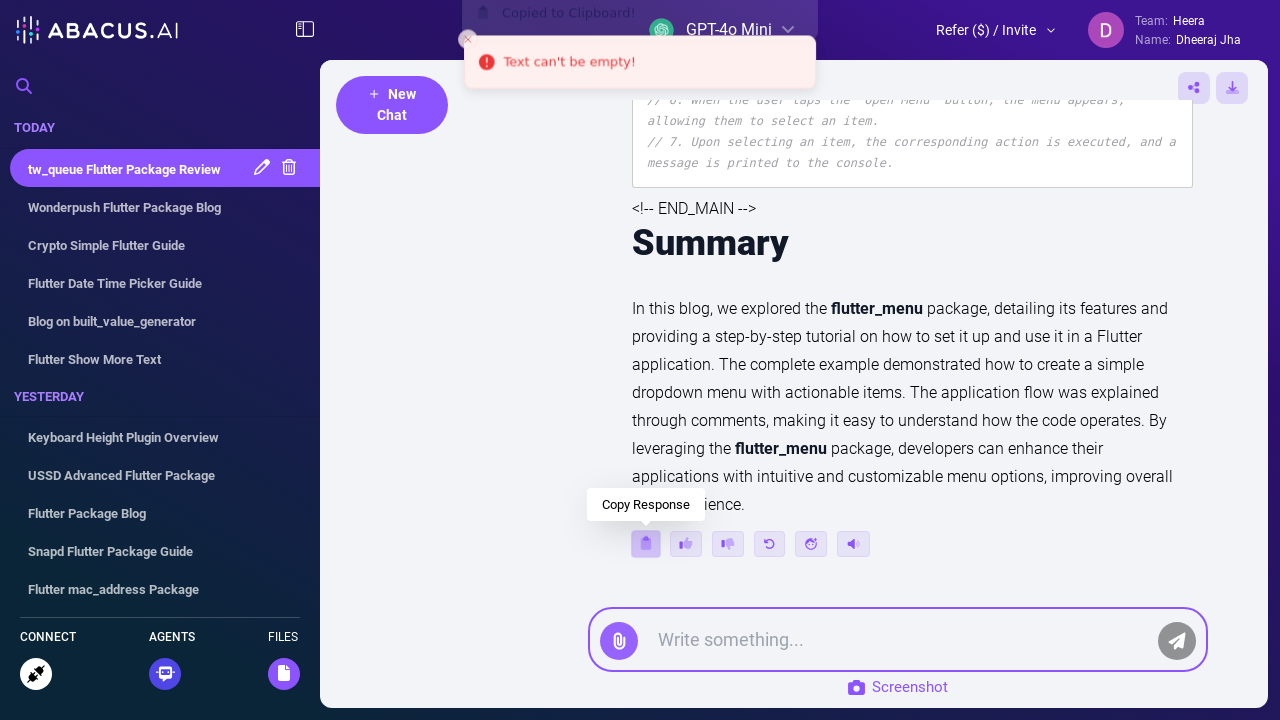 ABACUS.AI
Copied to Clipboard!
GPT-4o Mini
Refer ($) / Invite
D
Team: Heera
Name: Dheeraj Jha
Text can't be empty!
+ New
Chat
TODAY
tw_queue Flutter Package Review
Wonderpush Flutter Package Blog
Crypto Simple Flutter Guide
Flutter Date Time Picker Guide
Blog on built_value_generator
Flutter Show More Text
YESTERDAY
Keyboard Height Plugin Overview
USSD Advanced Flutter Package
Flutter Package Blog
Snapd Flutter Package Guide
Flutter mac_address Package
CONNECT
AGENTS
FILES
// 6. When the user taps the "Open Menu" button, the menu appears,
allowing them to select an item.
// 7. Upon selecting an item, the corresponding action is executed, and a
message is printed to the console.
<!-- END_MAIN -->
Summary
In this blog, we explored the flutter_menu package, detailing its features and
providing a step-by-step tutorial on how to set it up and use it in a Flutter
application. The complete example demonstrated how to create a simple
dropdown menu with actionable items. The application flow was explained
through comments, making it easy to understand how the code operates. By
leveraging the flutter_menu package, developers can enhance their
applications with intuitive and customizable menu options, improving overall
ience.
Copy Response
Write something...
Screenshot